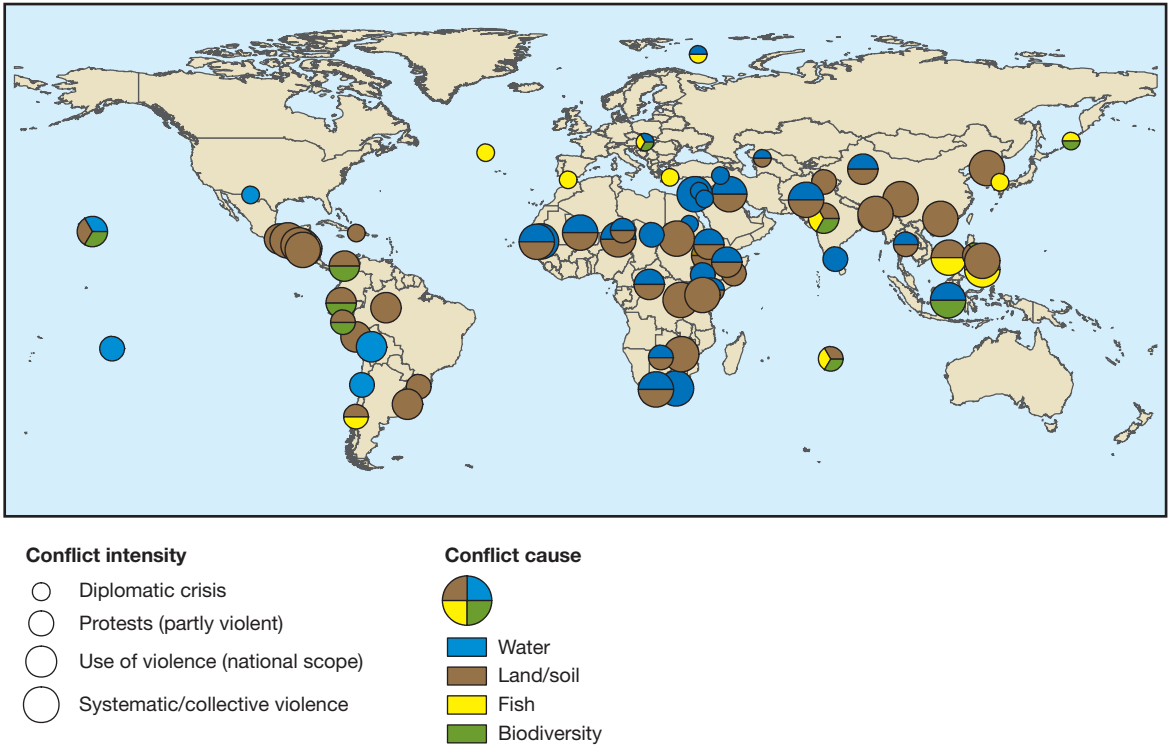 Conflict intensity
Diplomatic crisis
Protests (partly violent)
Use of violence (national scope)
Systematic/collective violence
Conflict cause
Water
Land/soil
Fish
Biodiversity